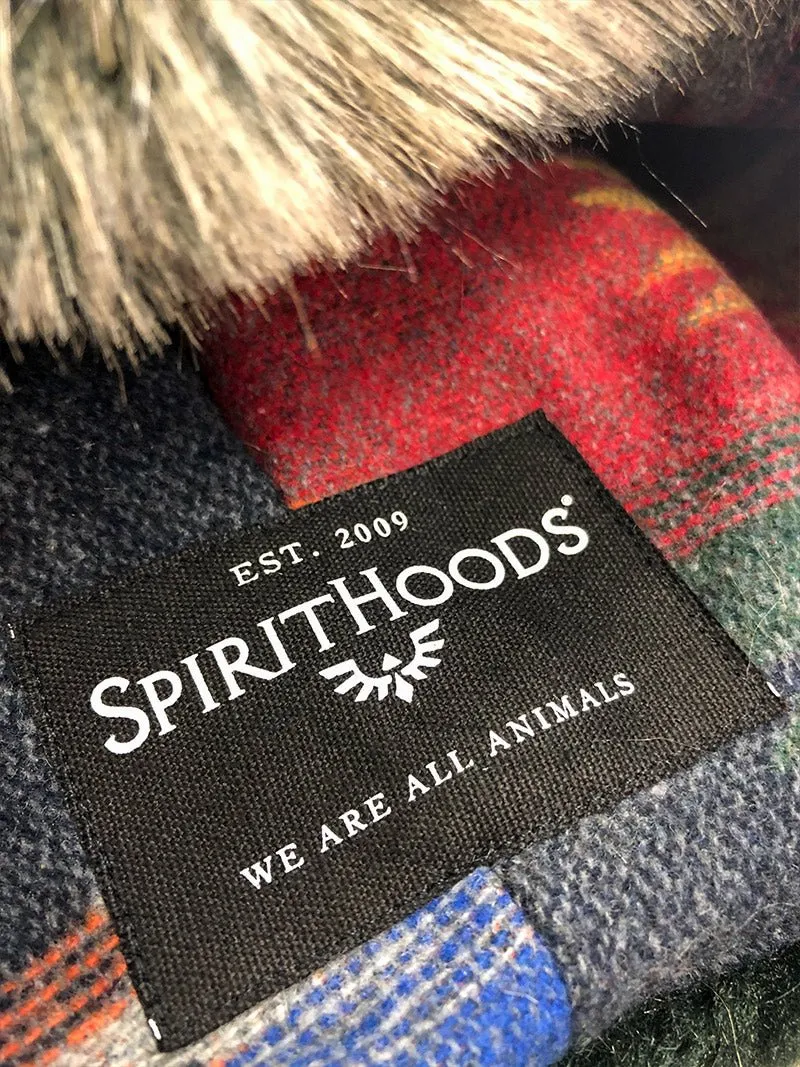 EST. 2009
SPIRITHOODS
WE ARE ALL ANIMALS